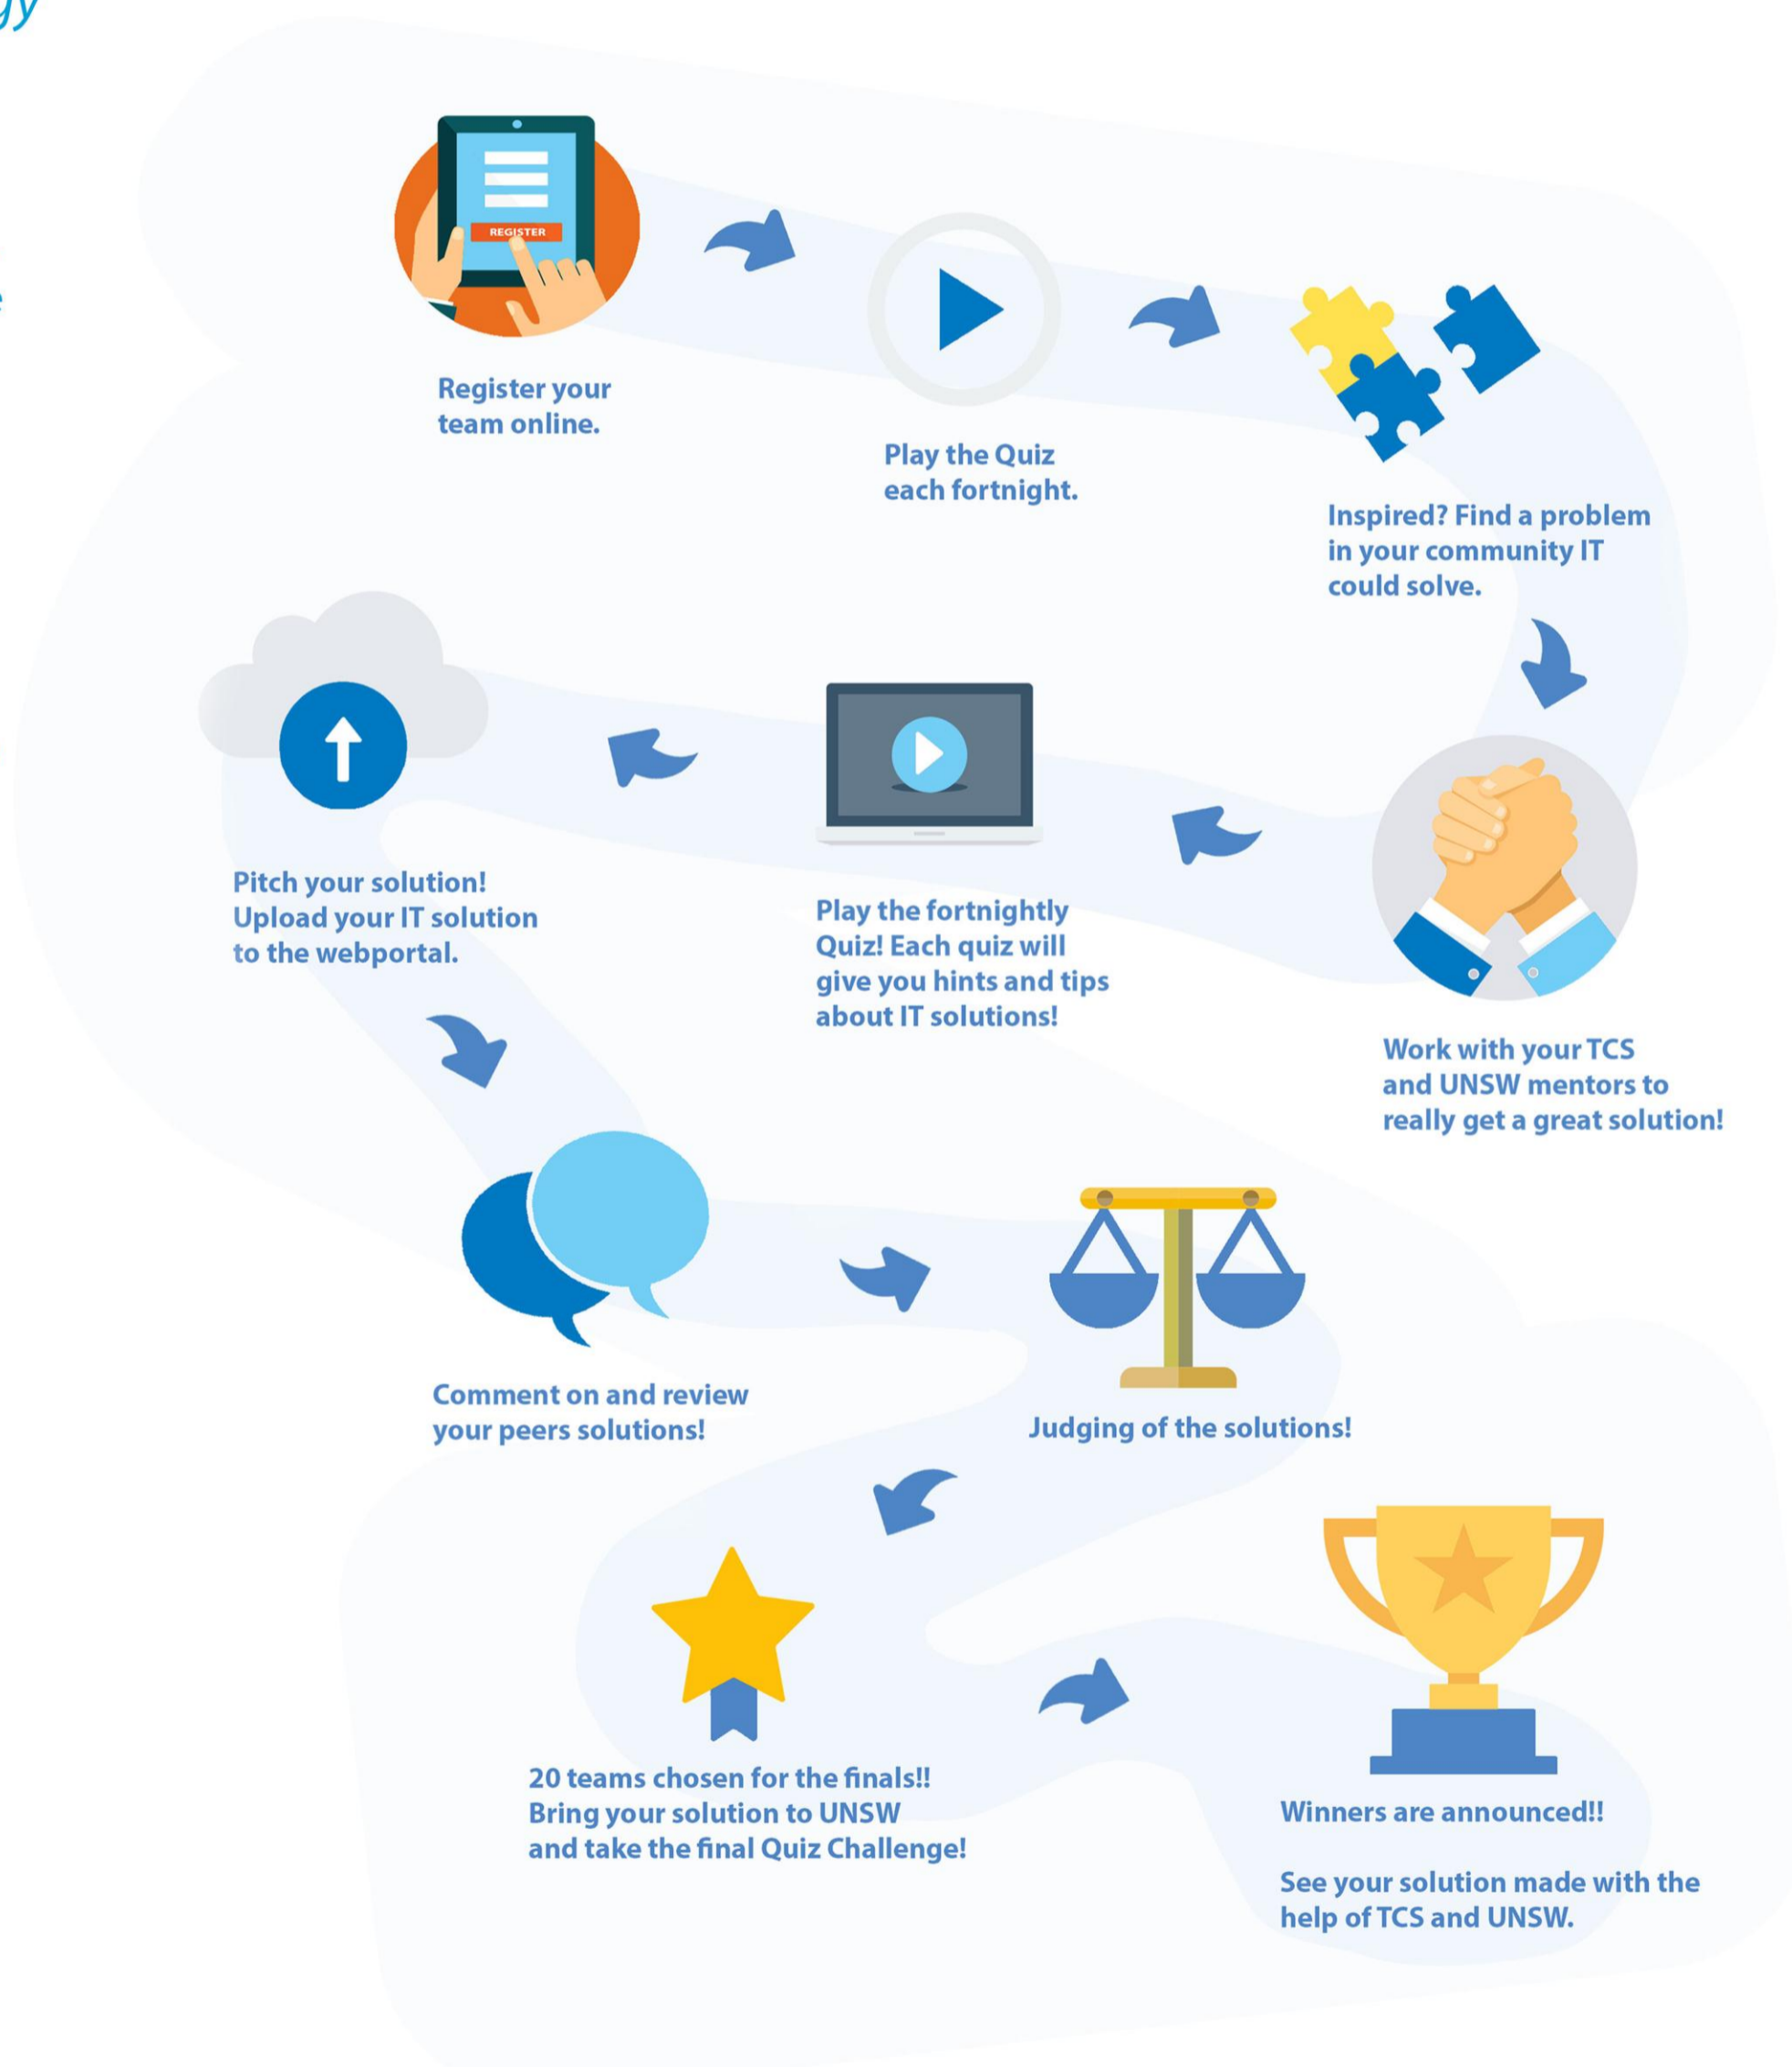 gy
REGISTER
Register your
team online.
Play the Quiz
each fortnight.
Inspired? Find a problem
in your community IT
could solve.
Work with your TCS
and UNSW mentors to
really get a great solution!
Play the fortnightly
Quiz! Each quiz will
give you hints and tips
about IT solutions!
Pitch your solution!
Upload your IT solution
to the webportal.
Comment on and review
your peers solutions!
Judging of the solutions!
20 teams chosen for the finals!!
Bring your solution to UNSW
and take the final Quiz Challenge!
Winners are announced!!
See your solution made with the
help of TCS and UNSW.